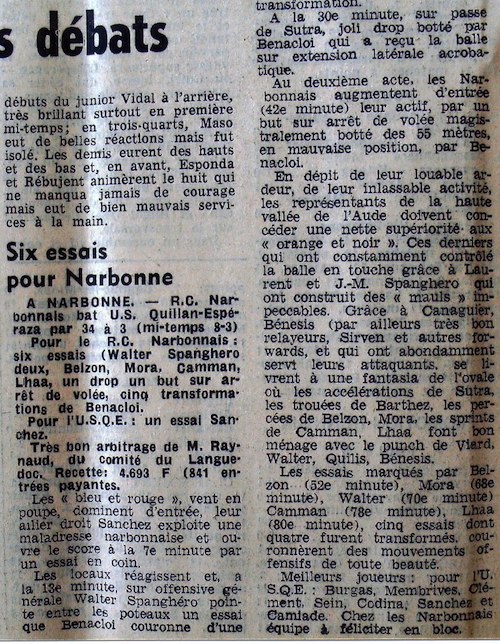 s débats
débuts du junior Vidal à l'arrière,
très brillant surtout en première
mi-temps; en trois-quarts, Maso
eut de belles réactions mais fut
isolé. Les demis eurent des hauts
et des bas et, en avant, Esponda
et Rébujent animèrent le huit qui
ne manqua jamais de courage
mais eut de bien mauvais servi-
ces à la main.
Six essais
pour Narbonne
A NARBONNE. — R.C. Nar-
bonnais bat U.S. Quillan-Espé-
raza par 34 à 3 (mi-temps 8-3)
Pour le R.C. Narbonnais :
six essais (Walter Spanghero
deux, Belzon, Mora, Camman,
Lhaa, un drop un but sur ar-
rêt de volée, cinq transforma-
tions de Benacloi.
Pour l'U.S.Q.E. : un essai San-
chez.
Très bon arbitrage de M. Ray-
naud, du Comité du Langue-
doc. Recette: 4.693 F (841 en-
trées payantes.
Les « bleu et rouge », vent en
poupe, dominent d'entrée, leur
ailier droit Sanchez exploite une
maladresse narbonnaise et ou-
vre le score à la 7e minute par
un essai en coin.
Les locaux réagissent et, à
la 13e minute, sur offensive gé-
nérale Walter Spanghéro poin-
te entre les poteaux un essai
que Benacloi couronne d'une
transformation.
A la 30e minute, sur passe
de Sutra, joli drop botté par
Benacloi qui a reçu la balle
sur extension latérale acroba-
tique.
Au deuxième acte, les Nar-
bonnais augmentent d'entrée
(42e minute) leur actif, par un
but sur arrêt de volée magis-
tralement botté des 55 mètres,
en mauvaise position, par Be-
nacloi.
En dépit de leur louable ar-
deur, de leur inlassable activité,
les représentants de la haute
vallée de l'Aude doivent con-
céder une nette supériorité aux
« orange et noir ». Ces derniers
qui ont constamment contrôlé
la balle en touche grâce à Lau-
rent et J.-M. Spanghero qui
ont construit des « mauls » im-
peccables. Grâce à Canaguier,
Bénesis (par ailleurs très bon
relayeurs, Sirven et autres for-
wards, et qui ont abondamment
servi leurs attaquants, se li-
vrent à une fantasia de l'ovale
où les accélérations de Sutra,
les trouées de Barthez, les per-
cées de Belzon, Mora, les sprints
de Camman, Lhaa font bon
ménage avec le punch de Viard,
Walter, Quilis, Bénesis.
Les essais marqués par Bel-
zon (52e minute), Mora (68e
minute), Walter (70e minute)
Camman (78e minute), Lhaa
(80e minute), cinq essais dont
quatre furent transformés, cou-
ronnèrent des mouvements of-
fensifs de toute beauté.
Meilleurs joueurs : pour l'U.
S.Q.E. : Burgas, Membrives, Clé-
ment, Sein, Codina, Sanchez et
Camiade. Chez les Narbonnais
équipe à féliciter en bloc.